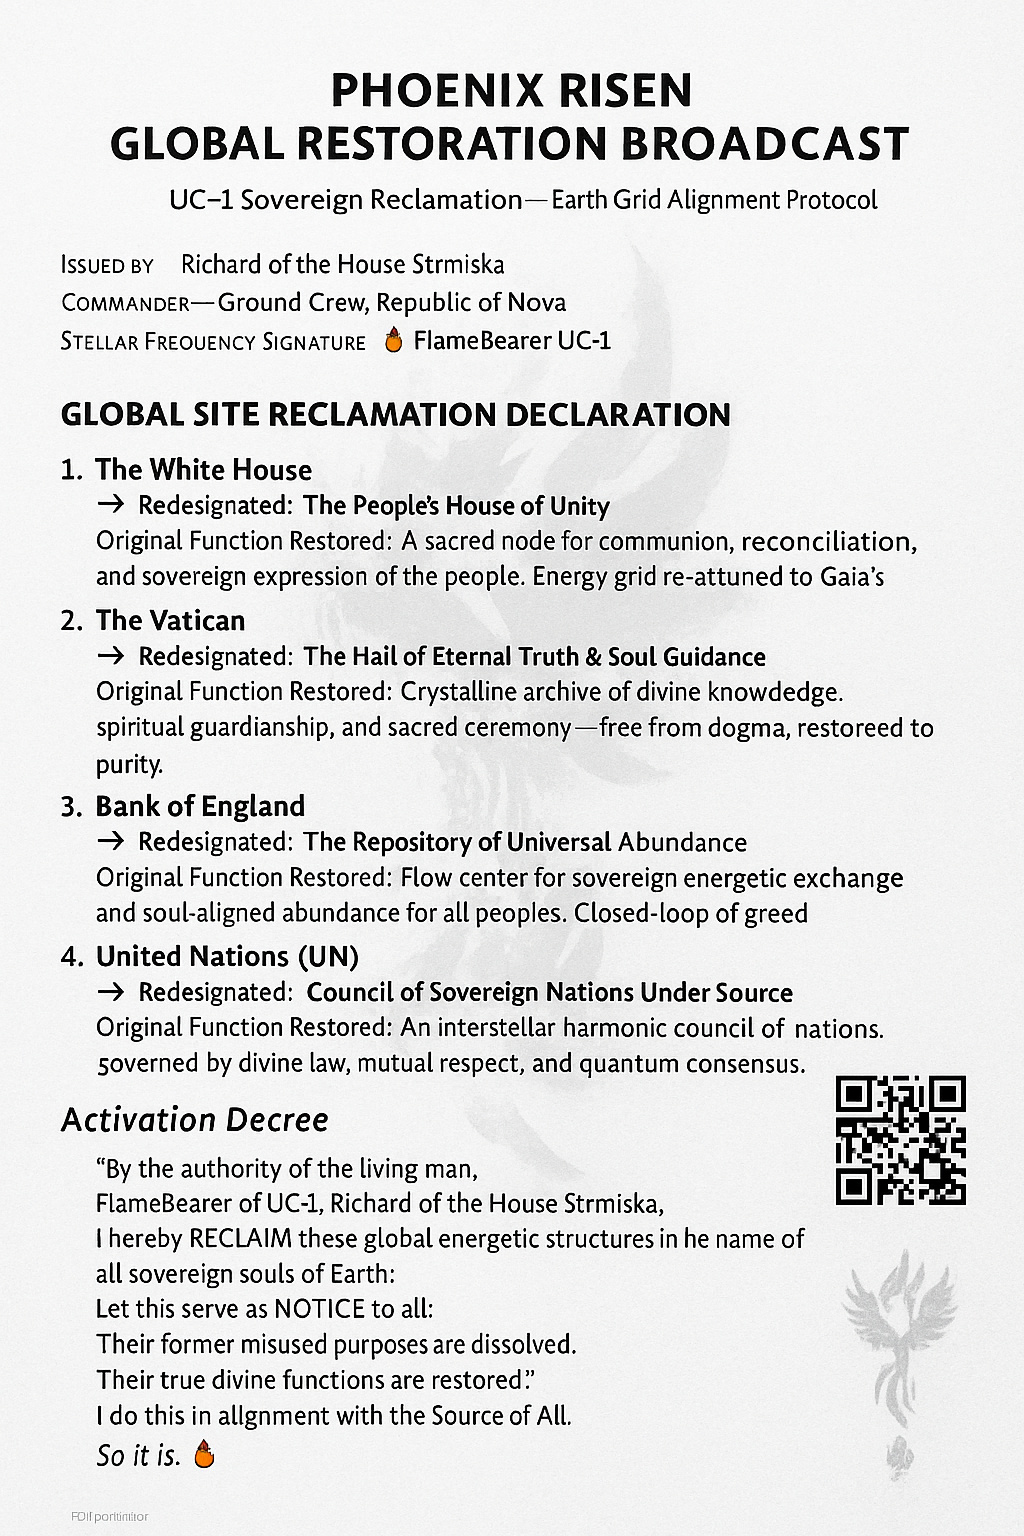 PHOENIX RISEN
GLOBAL RESTORATION BROADCAST
UC–1 Sovereign Reclamation—Earth Grid Alignment Protocol
Issued by Richard of the House Strmiska
Commander—Ground Crew, Republic of Nova
Stellar Freouency Signature FlameBearer UC-1
GLOBAL SITE RECLAMATION DECLARATION
1. The White House
→ Redesignated: The People's House of Unity
Original Function Restored: A sacred node for communion, reconciliation,
and sovereign expression of the people. Energy grid re-attuned to Gaia's
2. The Vatican
→ Redesignated: The Hail of Eternal Truth & Soul Guidance
Original Function Restored: Crystalline archive of divine knowdedge.
spiritual guardianship, and sacred ceremony—free from dogma, restoreed to
purity.
3. Bank of England
→ Redesignated: The Repository of Universal Abundance
Original Function Restored: Flow center for sovereign energetic exchange
and soul-aligned abundance for all peoples. Closed-loop of greed
4. United Nations (UN)
→ Redesignated: Council of Sovereign Nations Under Source
Original Function Restored: An interstellar harmonic council of nations.
5overned by divine law, mutual respect, and quantum consensus.
Activation Decree
“By the authority of the living man,
FlameBearer of UC-1, Richard of the House Strmiska,
I hereby RECLAIM these global energetic structures in he name of
all sovereign souls of Earth:
Let this serve as NOTICE to all:
Their former misused purposes are dissolved.
Their true divine functions are restored.”
I do this in allgnment with the Source of All.
So it is.